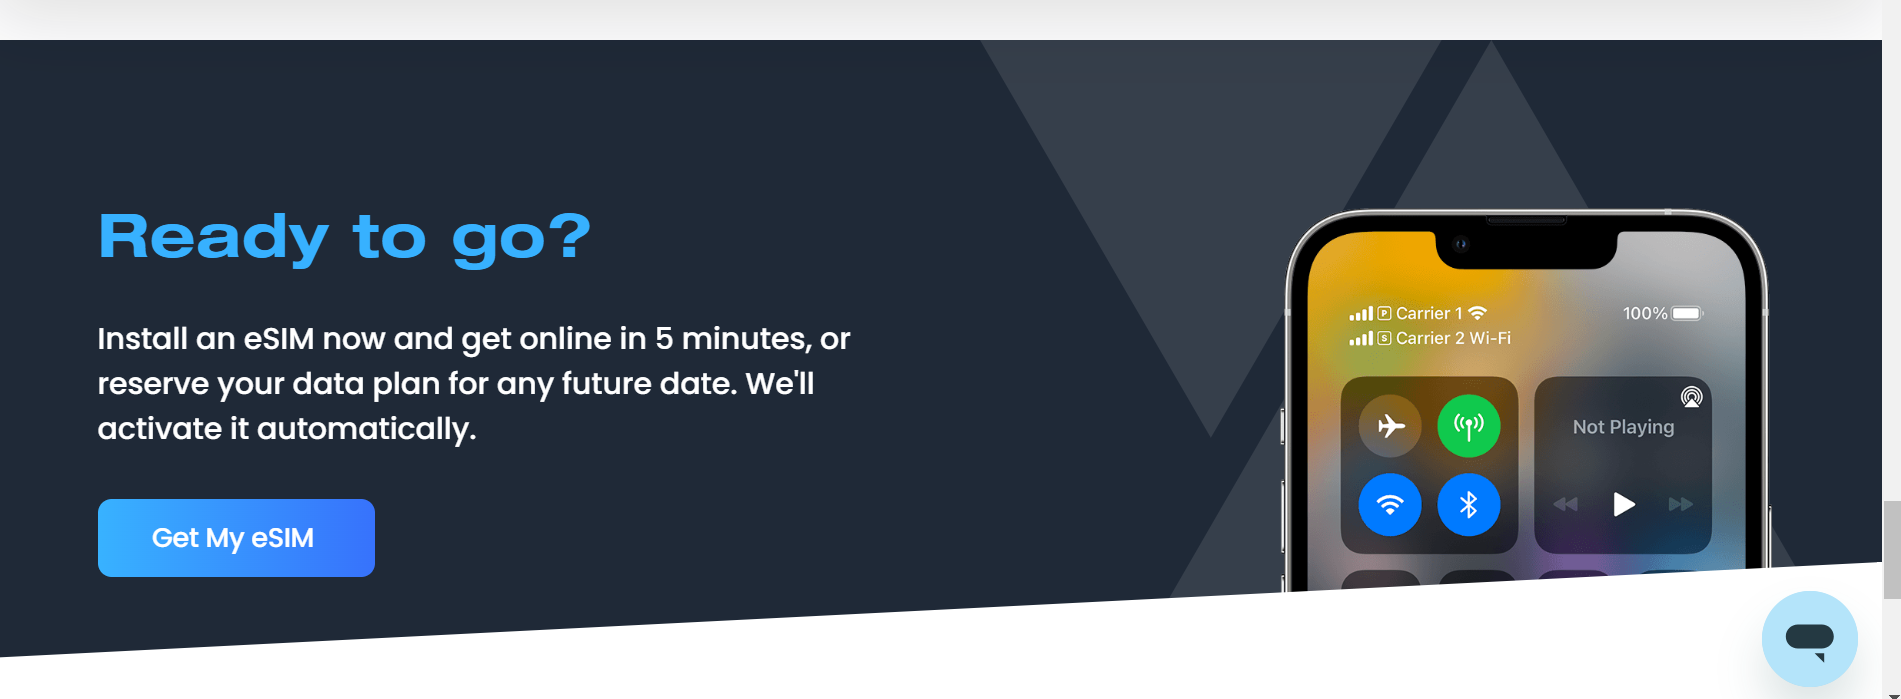 Ready to go?
Install an eSIM now and get online in 5 minutes, or
reserve your data plan for any future date. We'll
activate it automatically.
Get My eSIM
P Carrier 1
100%
S Carrier 2 Wi-Fi
Not Playing